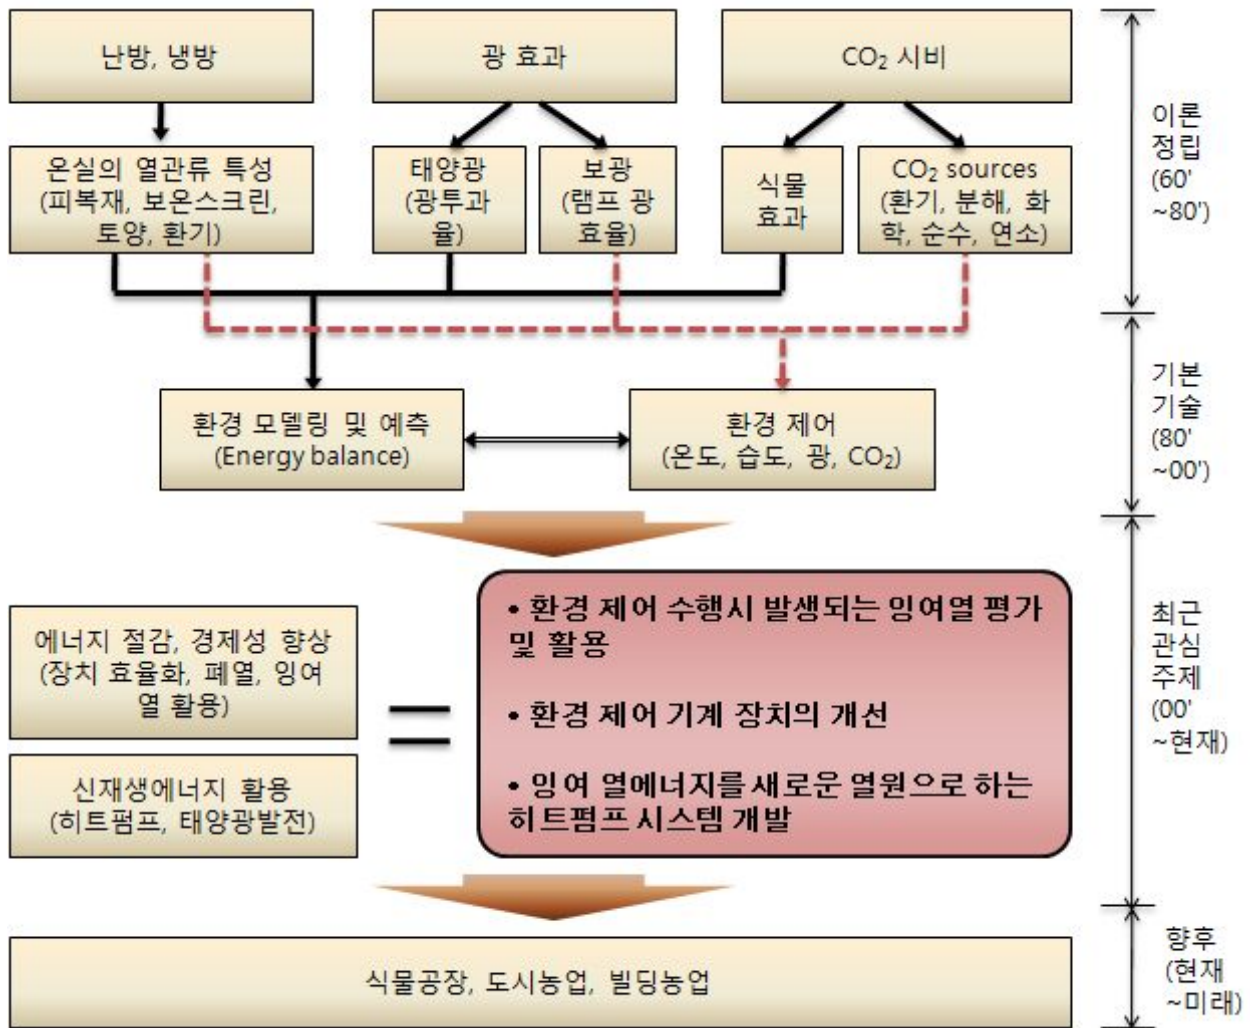 난방, 냉방
광 효과
CO₂ 시비
온실의 열관류 특성
(피복재, 보온스크린,
토양, 환기)
태양광
(광투과
율)
보광
(램프 광
효율)
식물
효과
CO₂ sources
(환기, 분해, 화
학, 순수, 연소)
이론
정립
(60'
~80')
환경 모델링 및 예측
(Energy balance)
환경 제어
(온도, 습도, 광, CO₂)
기본
기술
(80'
~00')
에너지 절감, 경제성 향상
(장치 효율화, 폐열, 잉여
열 활용)
신재생에너지 활용
(히트펌프, 태양광발전)
• 환경 제어 수행시 발생되는 잉여열 평가
및 활용
• 환경 제어 기계 장치의 개선
• 잉여 열에너지를 새로운 열원으로 하는
히트펌프 시스템 개발
최근
관심
주제
(00'
~현재)
식물공장, 도시농업, 빌딩농업
향후
(현재
~미래)